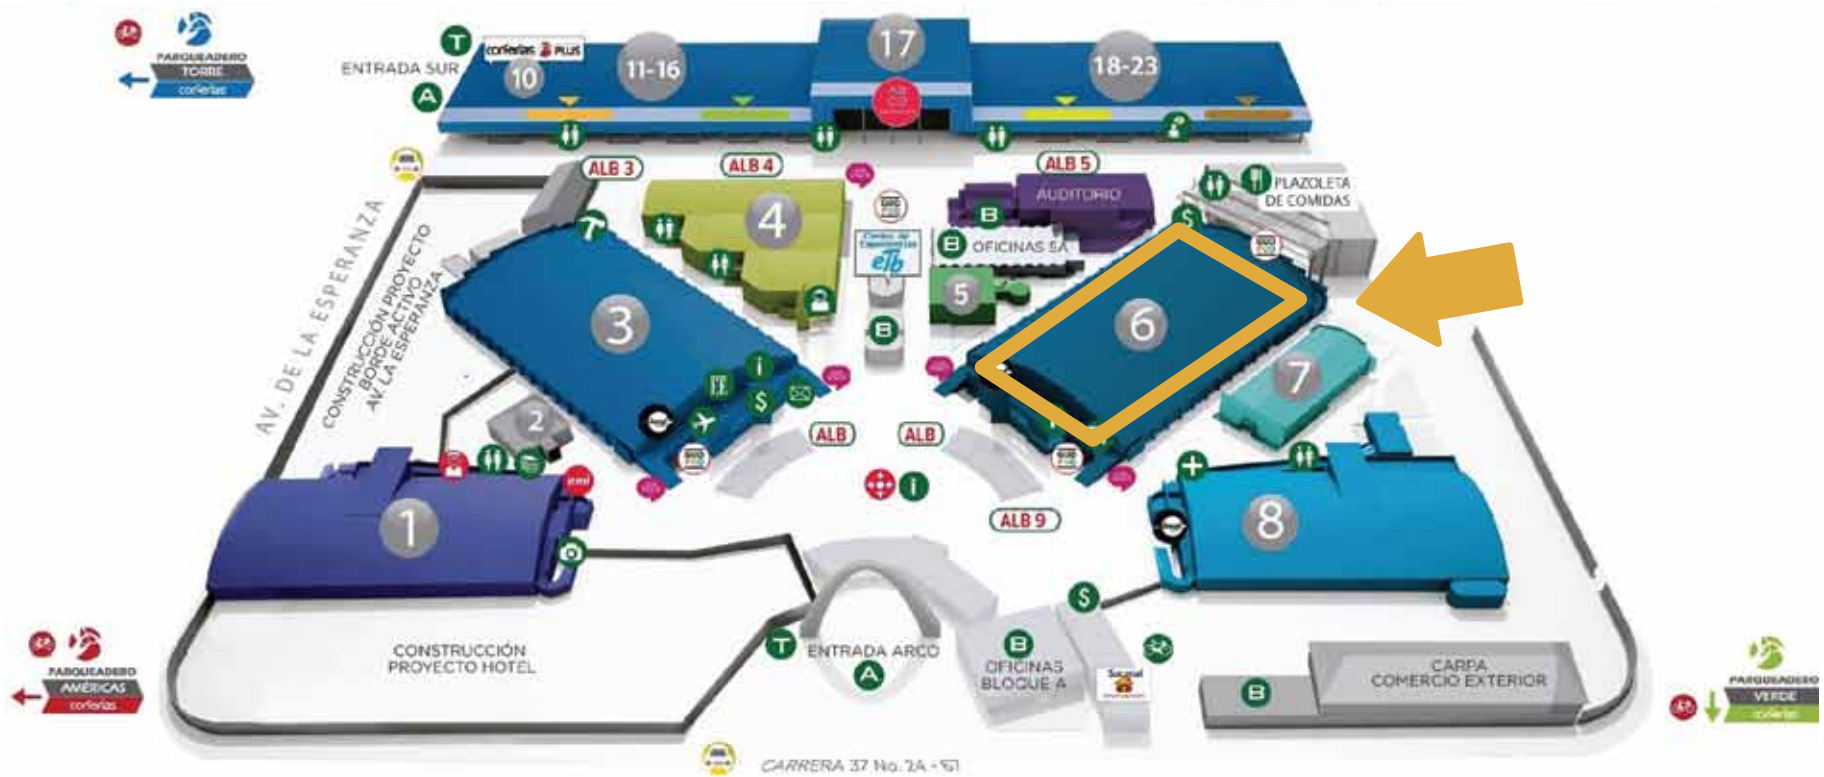 PARQUEADERO
TORRE
corferias
ENTRADA SUR
T
A
corferias PLUS
10
11-16
17
18-23
ALB 3
ALB 4
ALB 5
4
AUDITORIO
B
B OFICINAS 5A
PLAZOLETA
DE COMIDAS
$
etb
5
B
3
6
7
AV. DE LA ESPERANZA
CONSTRUCCIÓN PROYECTO
BORDE ACTIVO
AV. LA ESPERANZA
i
$
2
ALB
ALB
i
ALB 9
1
8
CONSTRUCCIÓN
PROYECTO HOTEL
T
ENTRADA ARCO
A
$
B
OFICINAS
BLOQUE A
B
CARPA
COMERCIO EXTERIOR
PARQUEADERO
AMÉRICAS
corferias
PARQUEADERO
VERDE
corferias
CARRERA 37 No. 2A -